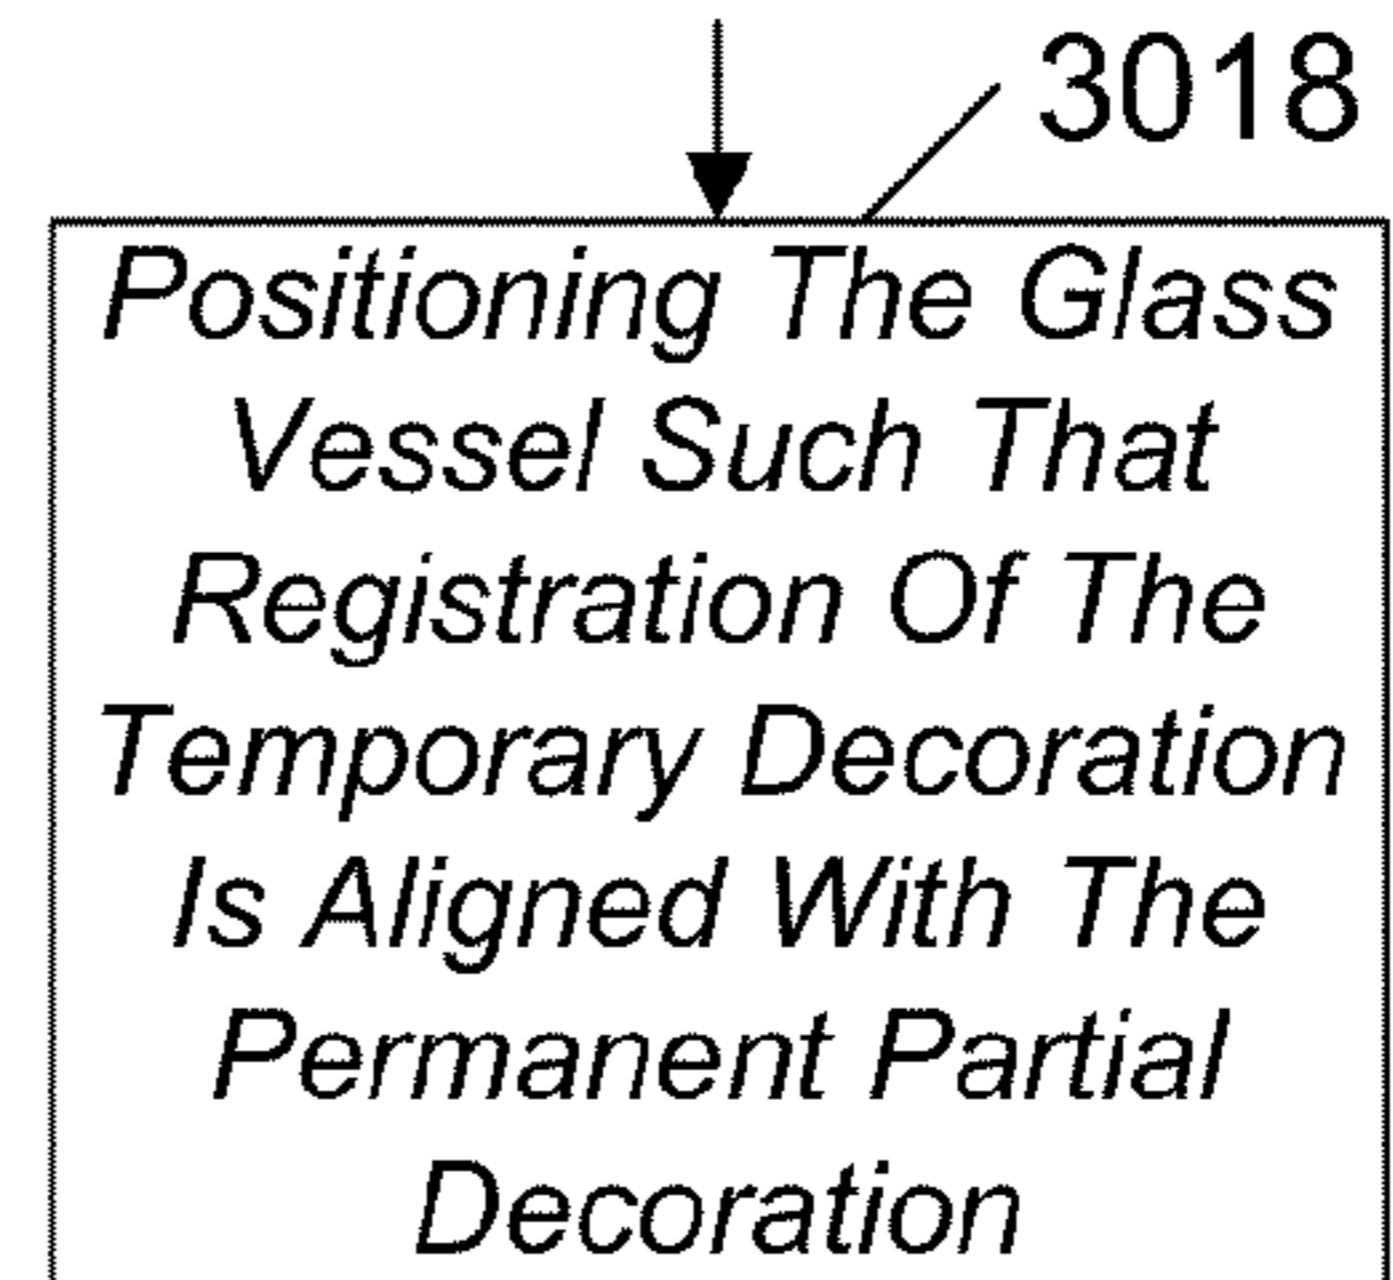 3018
Positioning The Glass
Vessel Such That
Registration Of The
Temporary Decoration
Is Aligned With The
Permanent Partial
Decoration